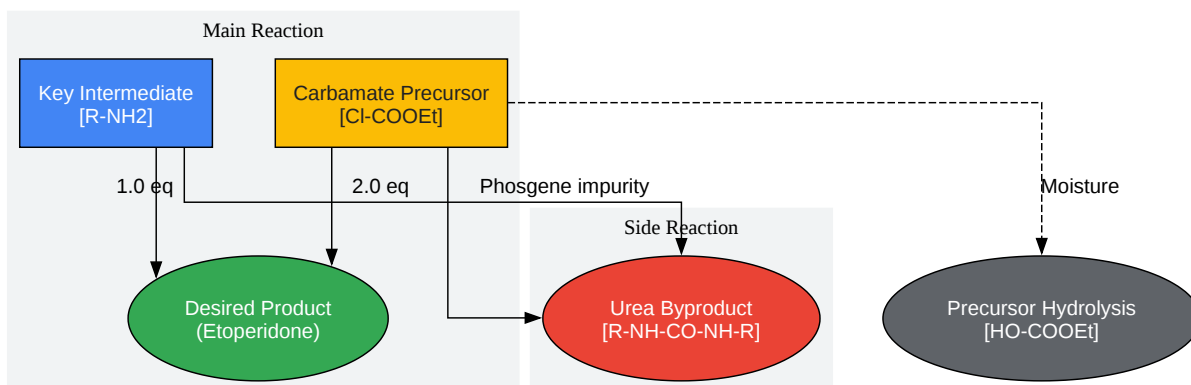 Main Reaction
Key Intermediate
[R-NH2]
Carbamate Precursor
[Cl-COOEt]
1.0 eq
2.0 eq
Phosgene impurity
Moisture
Side Reaction
Desired Product
(Etoperidone)
Urea Byproduct
[R-NH-CO-NH-R]
Precursor Hydrolysis
[HO-COOEt]